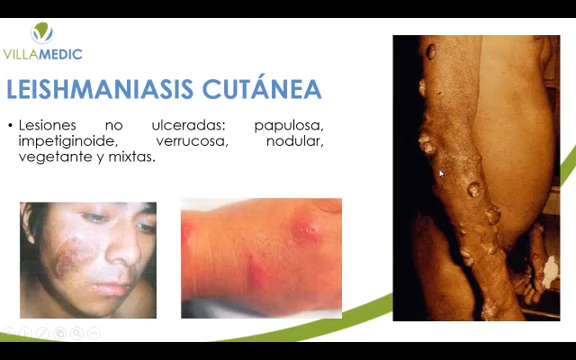 VILLAMEDIC
LEISHMANIASIS CUTÁNEA
• Lesiones no ulceradas: papulosa,
impetiginoide, verrucosa, nodular,
vegetante y mixtas.